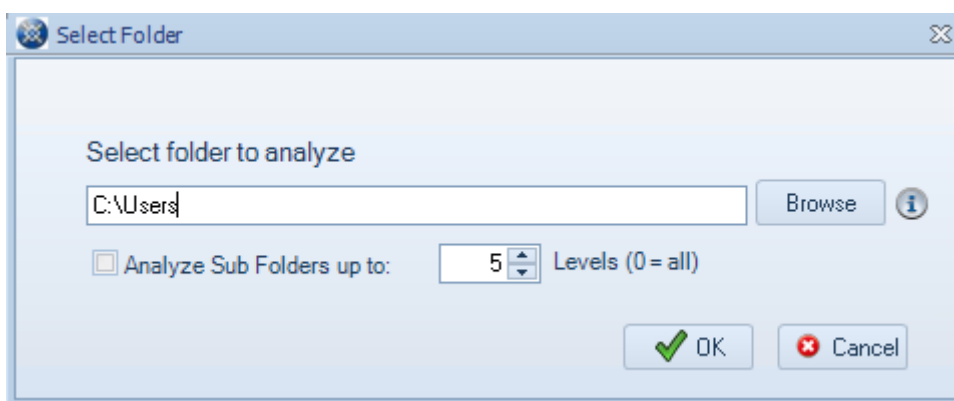 Select Folder
Select folder to analyze
C:\Users
Browse
Analyze Sub Folders up to: 5 Levels (0 = all)
OK Cancel